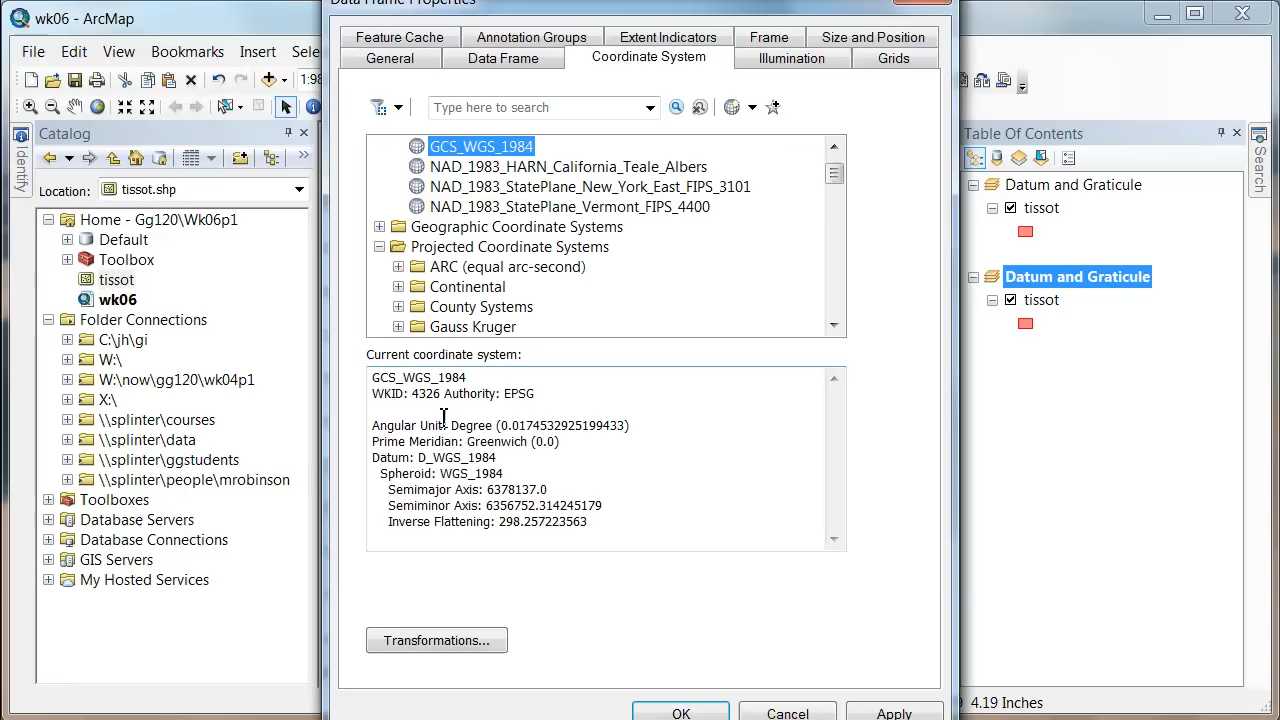 wk06 - ArcMap
Data Frame Properties
File Edit View Bookmarks Insert Sele
1:98
Catalog
Location: tissot.shp
Home - Gg120\Wk06p1
Default
Toolbox
tissot
wk06
Folder Connections
C:\jh\gi
W:\
W:\now\gg120\wk04p1
X:\
\\splinter\courses
\\splinter\data
\\splinter\ggstudents
\\splinter\people\mrobinson
Toolboxes
Database Servers
Database Connections
GIS Servers
My Hosted Services
Identify
Feature Cache Annotation Groups Extent Indicators Frame Size and Position
General Data Frame Coordinate System Illumination Grids
Type here to search
GCS_WGS_1984
NAD_1983_HARN_California_Teale_Albers
NAD_1983_StatePlane_New_York_East_FIPS_3101
NAD_1983_StatePlane_Vermont_FIPS_4400
Geographic Coordinate Systems
Projected Coordinate Systems
ARC (equal arc-second)
Continental
County Systems
Gauss Kruger
Current coordinate system:
GCS_WGS_1984
WKID: 4326 Authority: EPSG
Angular Unit: Degree (0.0174532925199433)
Prime Meridian: Greenwich (0.0)
Datum: D_WGS_1984
Spheroid: WGS_1984
Semimajor Axis: 6378137.0
Semiminor Axis: 6356752.314245179
Inverse Flattening: 298.257223563
Transformations...
OK Cancel Apply
Table Of Contents
Datum and Graticule
tissot
Datum and Graticule
tissot
Search
4.19 Inches